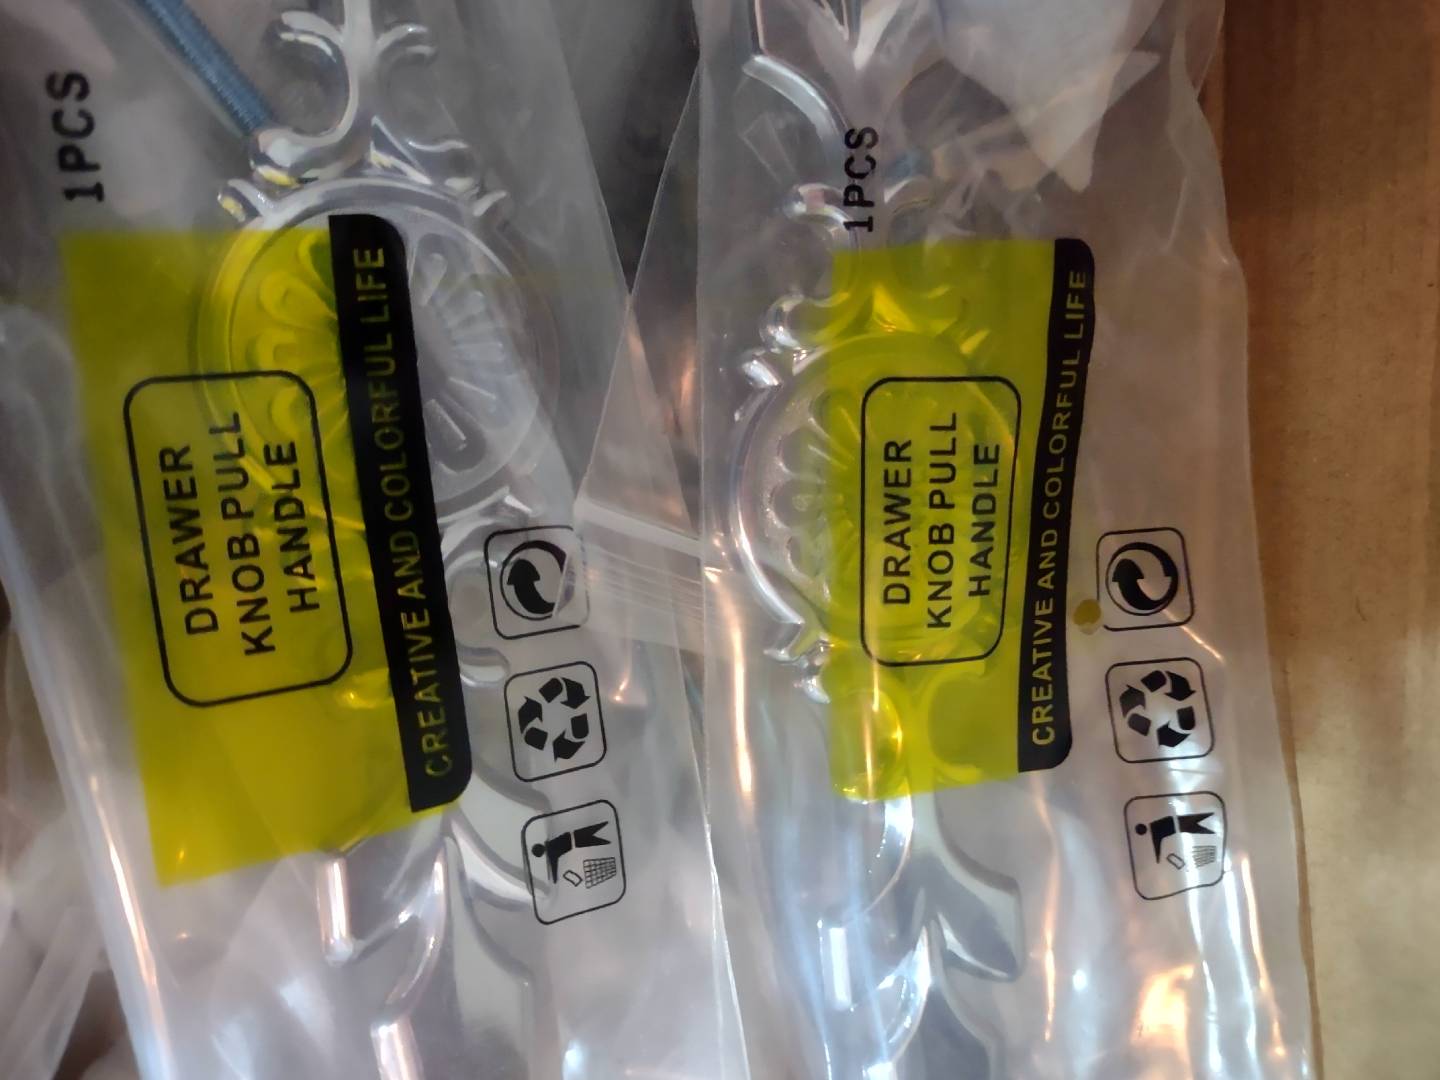 1PCS
DRAWER
KNOB PULL
HANDLE
CREATIVE AND COLORFUL LIFE
1PCS
DRAWER
KNOB PULL
HANDLE
CREATIVE AND COLORFUL LIFE